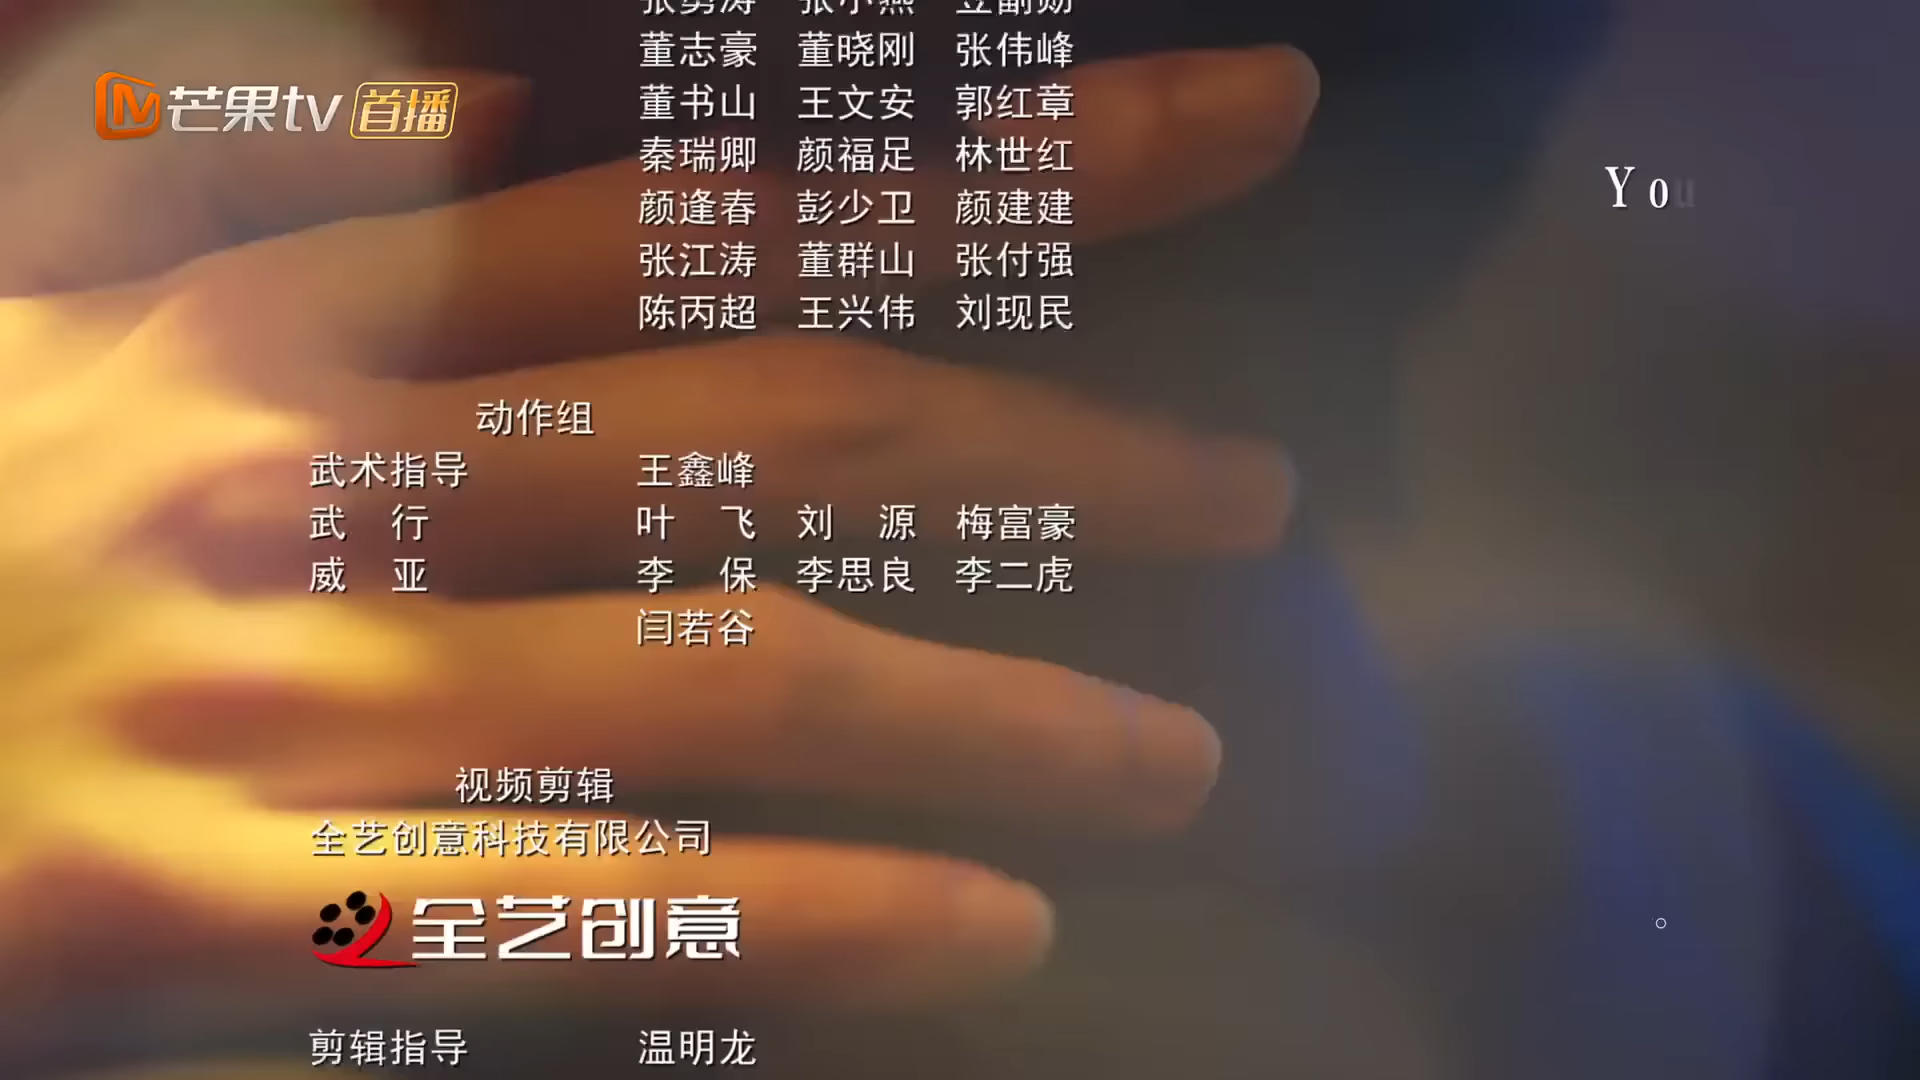 芒果tv 首播
董志豪 董晓刚 张伟峰
董书山 王文安 郭红章
秦瑞卿 颜福足 林世红
颜逢春 彭少卫 颜建建
张江涛 董群山 张付强
陈丙超 王兴伟 刘现民
You
动作组
武术指导 王鑫峰
武 行 叶 飞 刘 源 梅富豪
威 亚 李 保 李思良 李二虎
闫若谷
视频剪辑
全艺创意科技有限公司
全艺创意
剪辑指导 温明龙